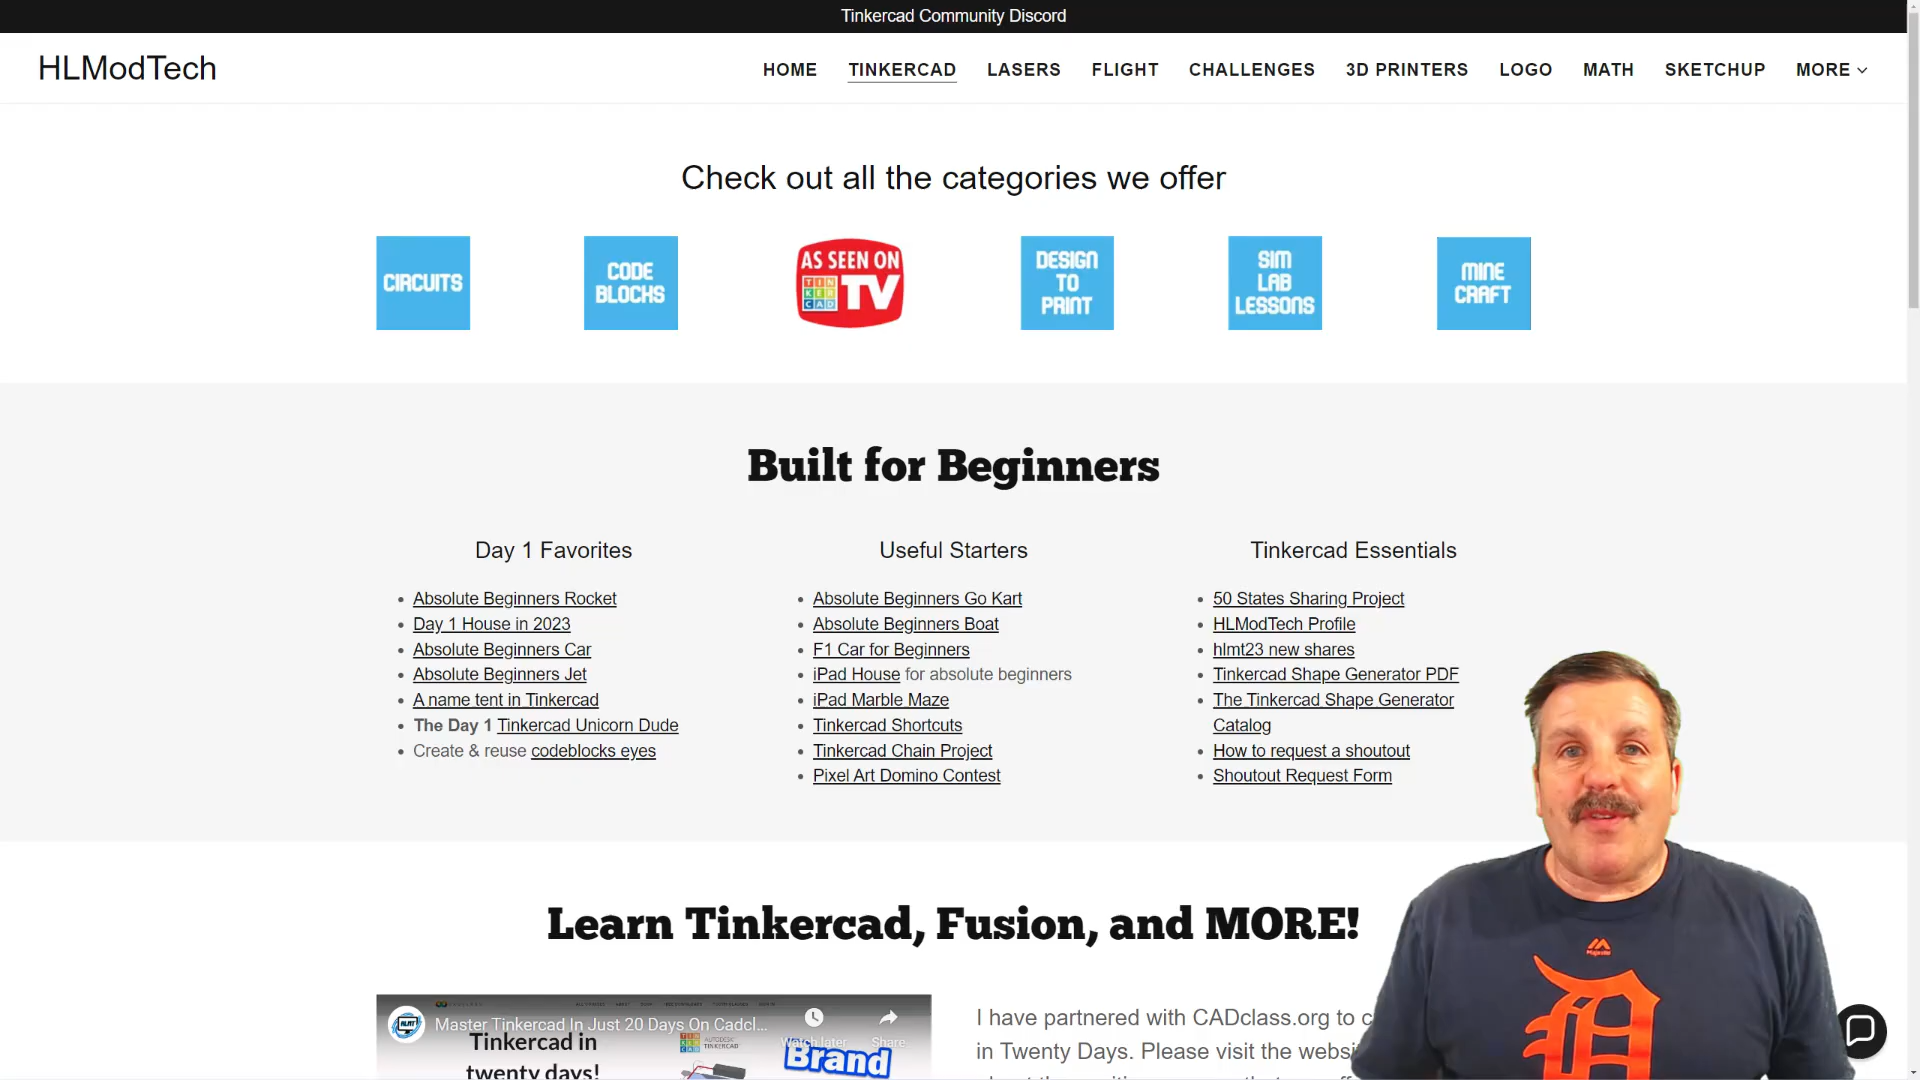 Tinkercad Community Discord
HLModTech
HOME TINKERCAD LASERS FLIGHT CHALLENGES 3D PRINTERS LOGO MATH SKETCHUP MORE
Check out all the categories we offer
CIRCUITS
CODE
BLOCKS
AS SEEN ON
TIN
KER
CAD
TV
DESIGN
TO
PRINT
SIM
LAB
LESSONS
MINE
CRAFT
Built for Beginners
Day 1 Favorites
Absolute Beginners Rocket
Day 1 House in 2023
Absolute Beginners Car
Absolute Beginners Jet
A name tent in Tinkercad
The Day 1 Tinkercad Unicorn Dude
Create & reuse codeblocks eyes
Useful Starters
Absolute Beginners Go Kart
Absolute Beginners Boat
F1 Car for Beginners
iPad House for absolute beginners
iPad Marble Maze
Tinkercad Shortcuts
Tinkercad Chain Project
Pixel Art Domino Contest
Tinkercad Essentials
50 States Sharing Project
HLModTech Profile
hlmt23 new shares
Tinkercad Shape Generator PDF
The Tinkercad Shape Generator
Catalog
How to request a shoutout
Shoutout Request Form
Learn Tinkercad, Fusion, and MORE!
HLMT
Master Tinkercad In Just 20 Days On Cadcl...
Watch later
Share
Tinkercad in
twenty days!
AUTODESK
TINKERCAD
Brand
I have partnered with CADclass.org to c
in Twenty Days. Please visit the websi
Majestic
D